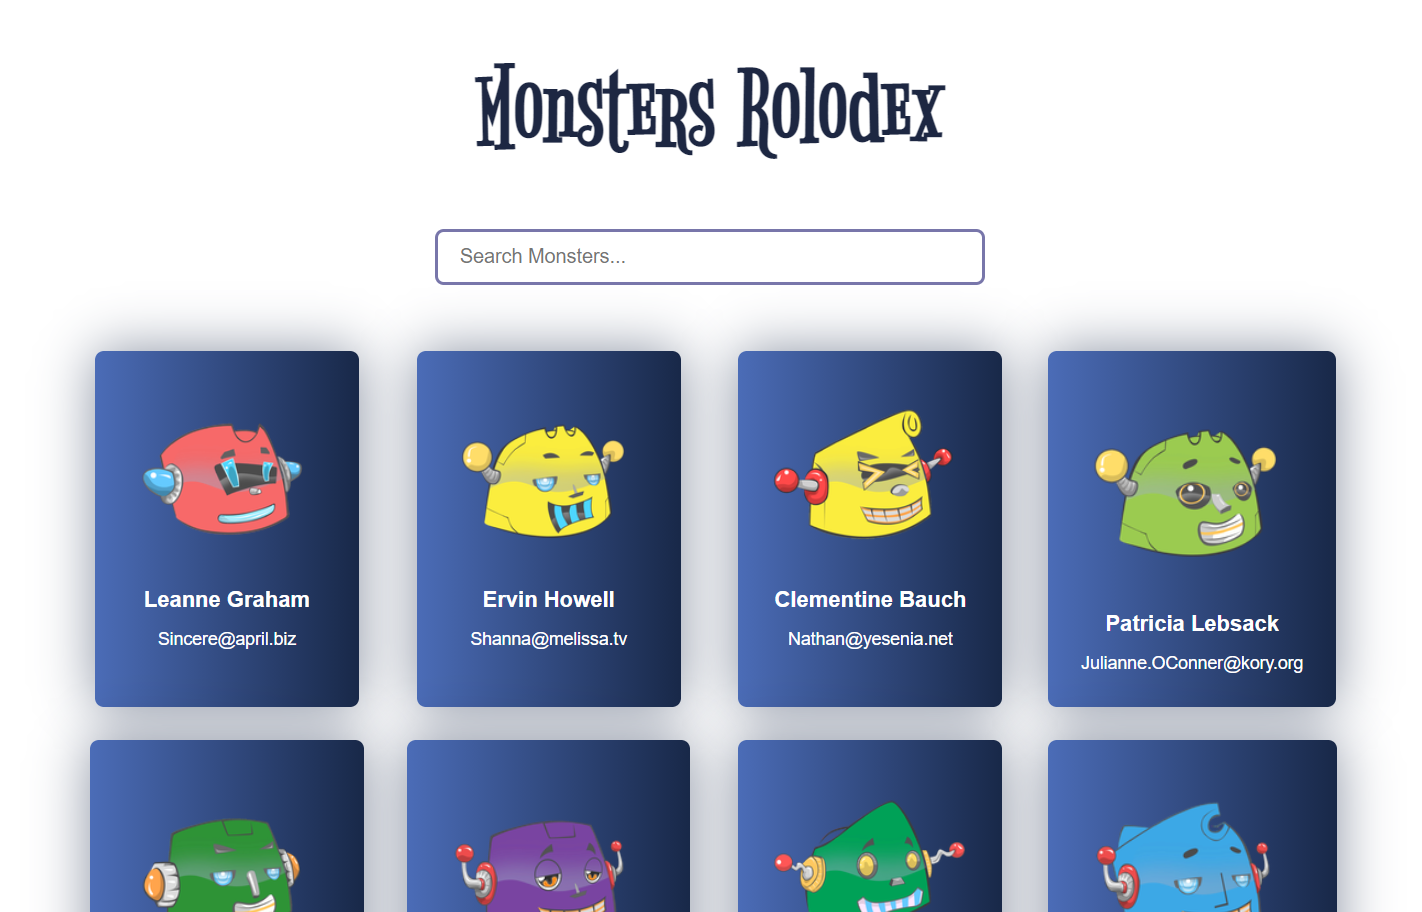 Monsters Rolodex
Search Monsters...
Leanne Graham
Sincere@april.biz
Ervin Howell
Shanna@melissa.tv
Clementine Bauch
Nathan@yesenia.net
Patricia Lebsack
Julianne.OConner@kory.org